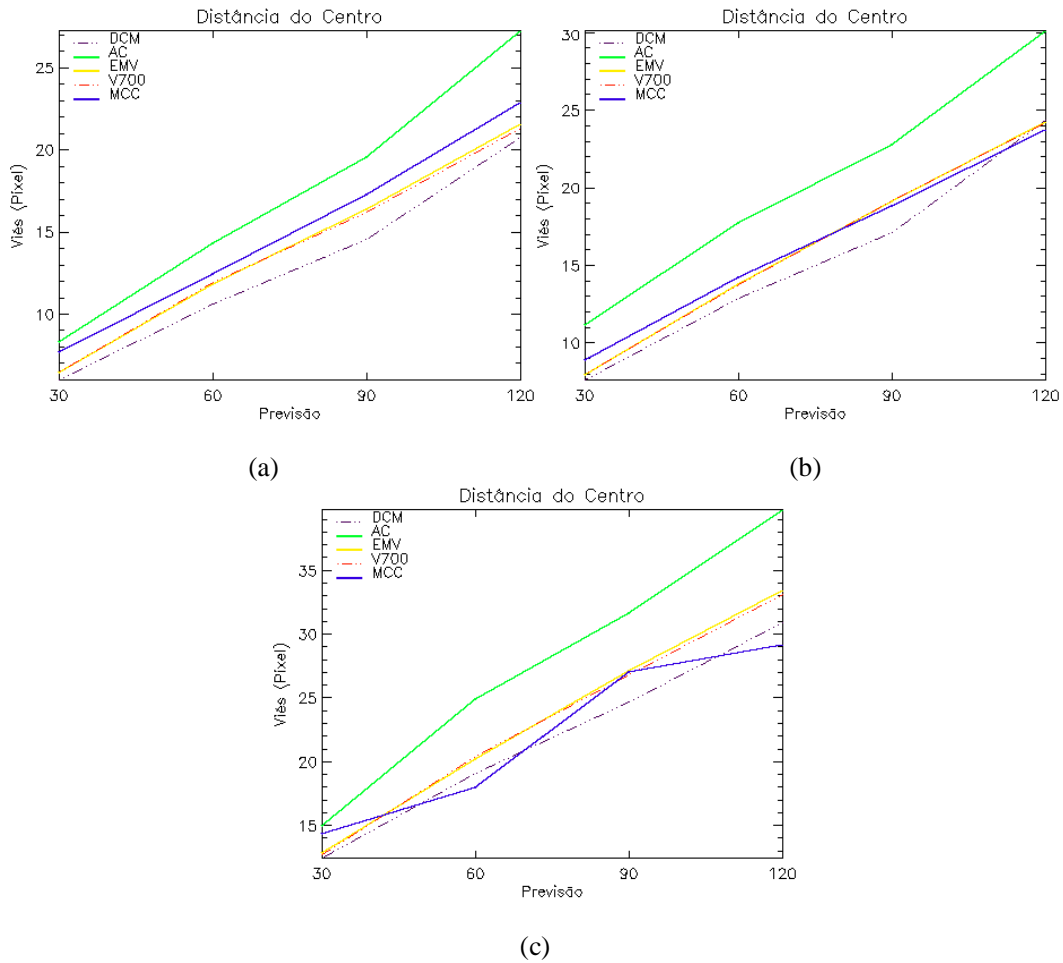 Distância do Centro
DCM
AC
EMV
V700
MCC
25
20
15
10
Viés (Pixel)
30
60
90
120
Previsão
(a)
Distância do Centro
DCM
AC
EMV
V700
MCC
30
25
20
15
10
Viés (Pixel)
30
60
90
120
Previsão
(b)
Distância do Centro
DCM
AC
EMV
V700
MCC
35
30
25
20
15
Viés (Pixel)
30
60
90
120
Previsão
(c)